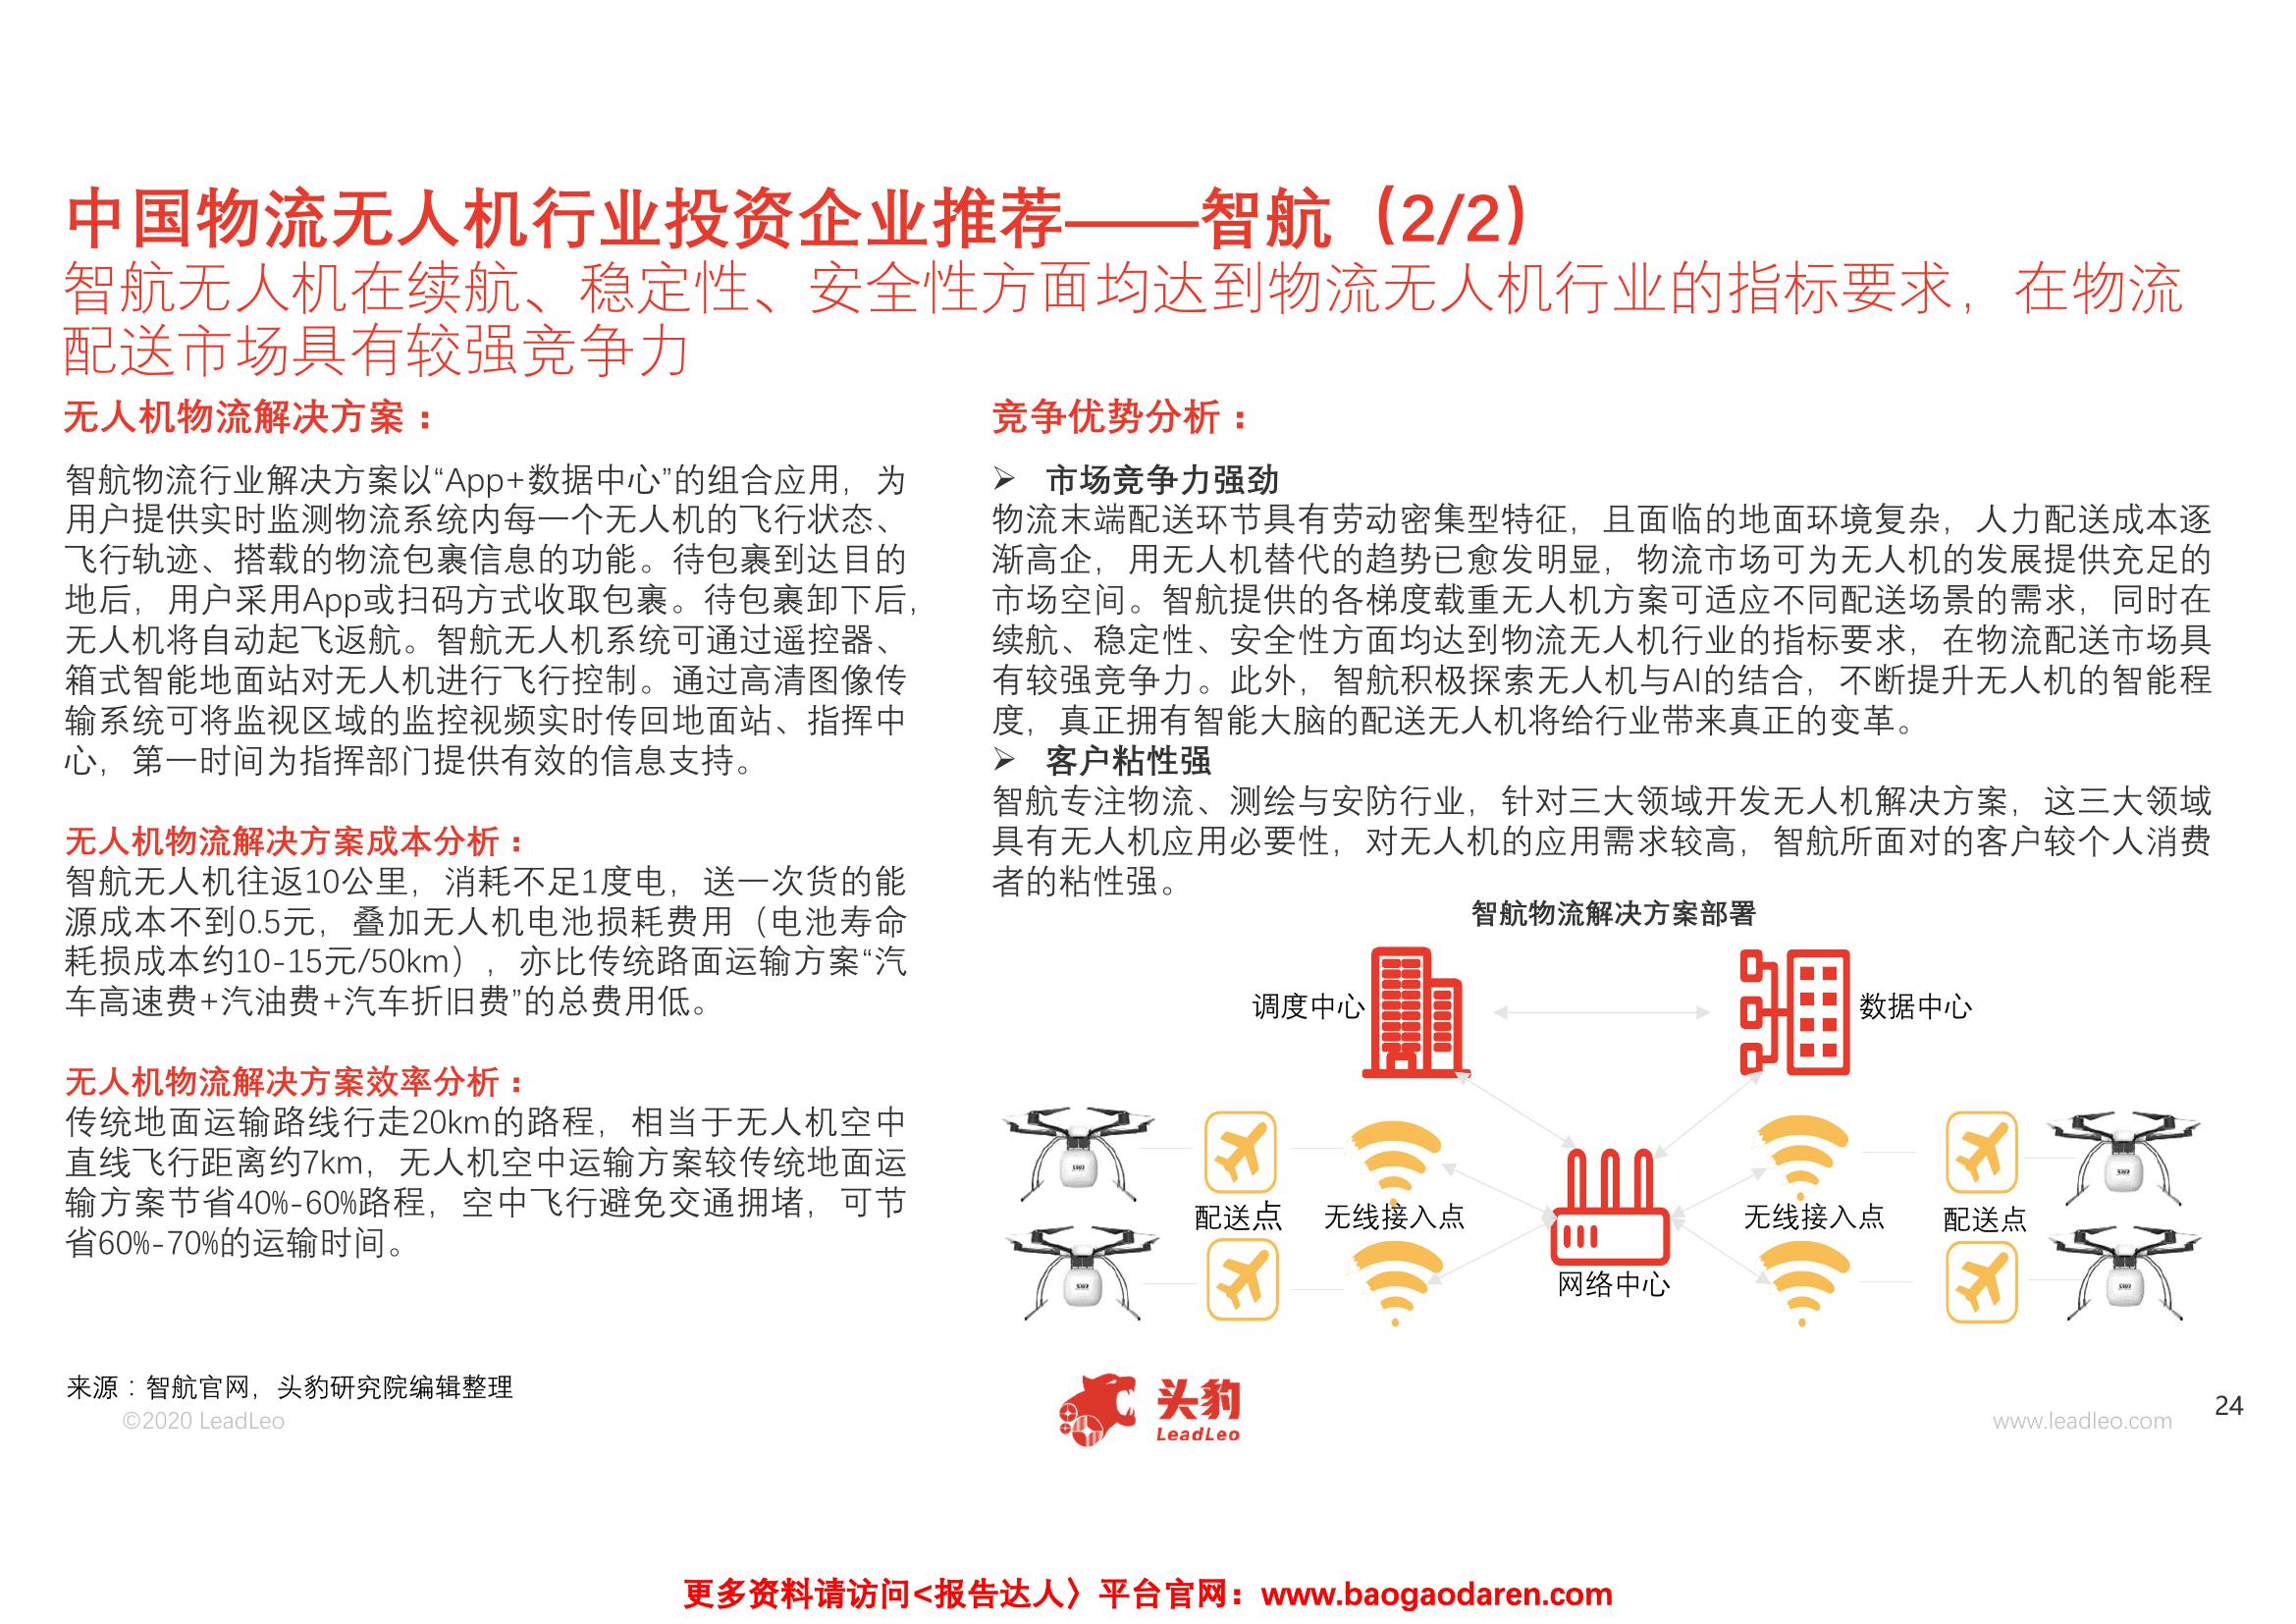 中国物流无人机行业投资企业推荐——智航（2/2）
智航无人机在续航、稳定性、安全性方面均达到物流无人机行业的指标要求，在物流
配送市场具有较强竞争力
无人机物流解决方案：
智航物流行业解决方案以“App+数据中心”的组合应用，为
用户提供实时监测物流系统内每一个无人机的飞行状态、
飞行轨迹、搭载的物流包裹信息的功能。待包裹到达目的
地后，用户采用App或扫码方式收取包裹。待包裹卸下后，
无人机将自动起飞返航。智航无人机系统可通过遥控器、
箱式智能地面站对无人机进行飞行控制。通过高清图像传
输系统可将监视区域的监控视频实时传回地面站、指挥中
心，第一时间为指挥部门提供有效的信息支持。
无人机物流解决方案成本分析：
智航无人机往返10公里，消耗不足1度电，送一次货的能
源成本不到0.5元，叠加无人机电池损耗费用（电池寿命
耗损成本约10-15元/50km），亦比传统路面运输方案“汽
车高速费+汽油费+汽车折旧费”的总费用低。
无人机物流解决方案效率分析：
传统地面运输路线行走20km的路程，相当于无人机空中
直线飞行距离约7km，无人机空中运输方案较传统地面运
输方案节省40%-60%路程，空中飞行避免交通拥堵，可节
省60%-70%的运输时间。
竞争优势分析：
➢ 市场竞争力强劲
物流末端配送环节具有劳动密集型特征，且面临的地面环境复杂，人力配送成本逐
渐高企，用无人机替代的趋势已愈发明显，物流市场可为无人机的发展提供充足的
市场空间。智航提供的各梯度载重无人机方案可适应不同配送场景的需求，同时在
续航、稳定性、安全性方面均达到物流无人机行业的指标要求，在物流配送市场具
有较强竞争力。此外，智航积极探索无人机与AI的结合，不断提升无人机的智能程
度，真正拥有智能大脑的配送无人机将给行业带来真正的变革。
➢ 客户粘性强
智航专注物流、测绘与安防行业，针对三大领域开发无人机解决方案，这三大领域
具有无人机应用必要性，对无人机的应用需求较高，智航所面对的客户较个人消费
者的粘性强。
智航物流解决方案部署
调度中心
数据中心
配送点
无线接入点
无线接入点
配送点
网络中心
来源：智航官网，头豹研究院编辑整理
©2020 LeadLeo
头豹
LeadLeo
www.leadleo.com
24
更多资料请访问<报告达人〉平台官网：www.baogaodaren.com